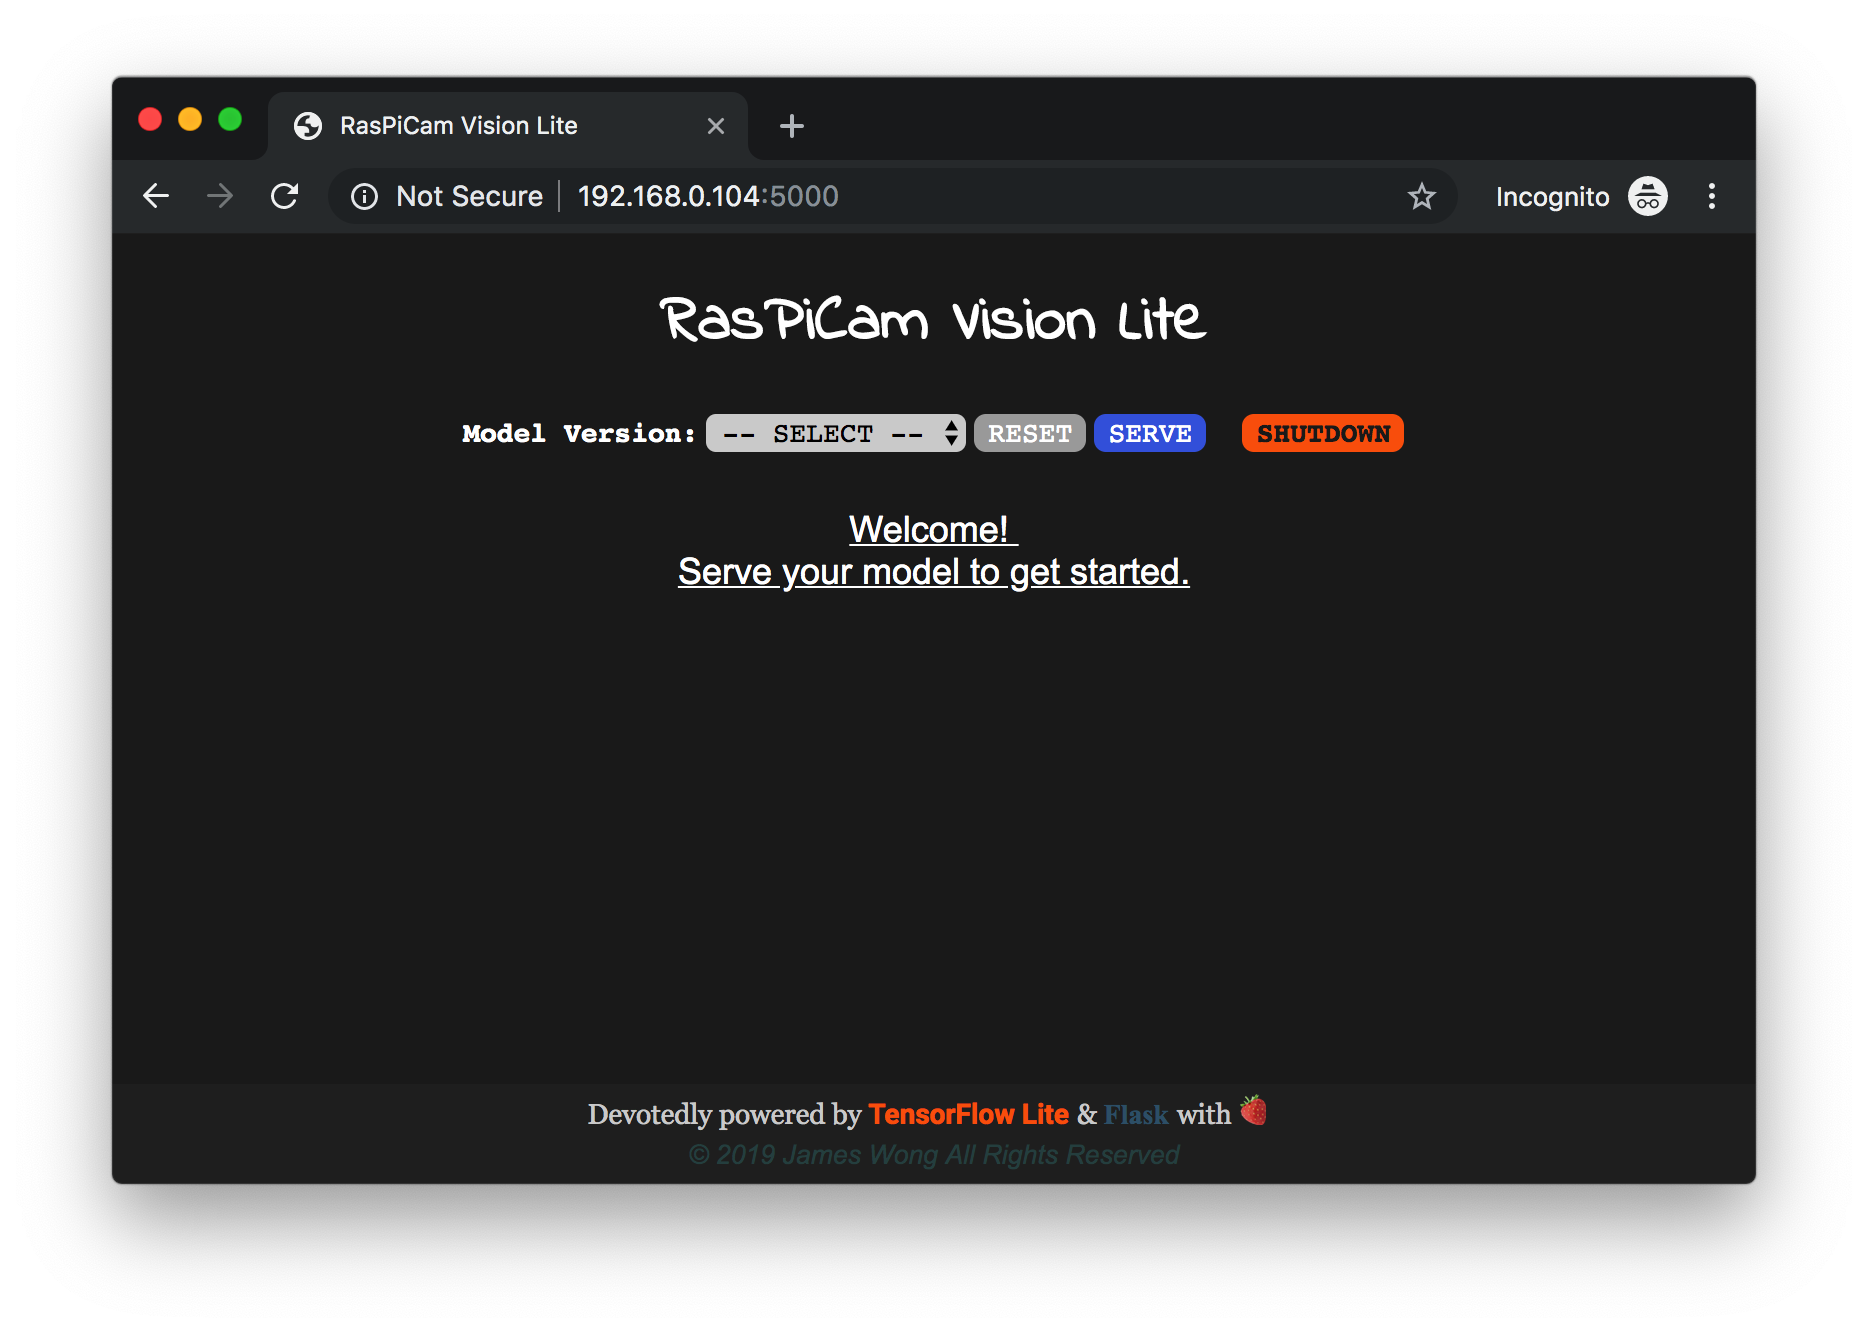 RasPiCam Vision Lite
Not Secure 192.168.0.104:5000 Incognito
RasPiCam Vision Lite
Model Version: -- SELECT -- RESET SERVE SHUTDOWN
Welcome!
Serve your model to get started.
Devotedly powered by TensorFlow Lite & Flask with 🍓
© 2019 James Wong All Rights Reserved